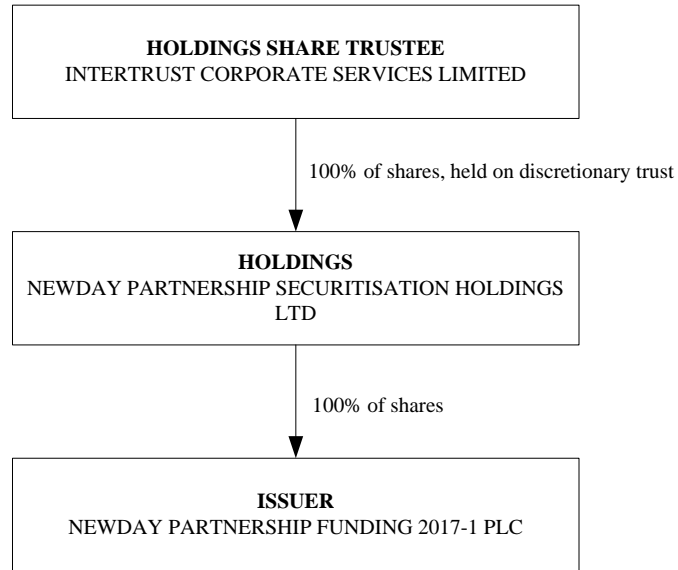 HOLDINGS SHARE TRUSTEE
INTERTRUST CORPORATE SERVICES LIMITED
100% of shares, held on discretionary trust
HOLDINGS
NEWDAY PARTNERSHIP SECURITISATION HOLDINGS
LTD
100% of shares
ISSUER
NEWDAY PARTNERSHIP FUNDING 2017-1 PLC